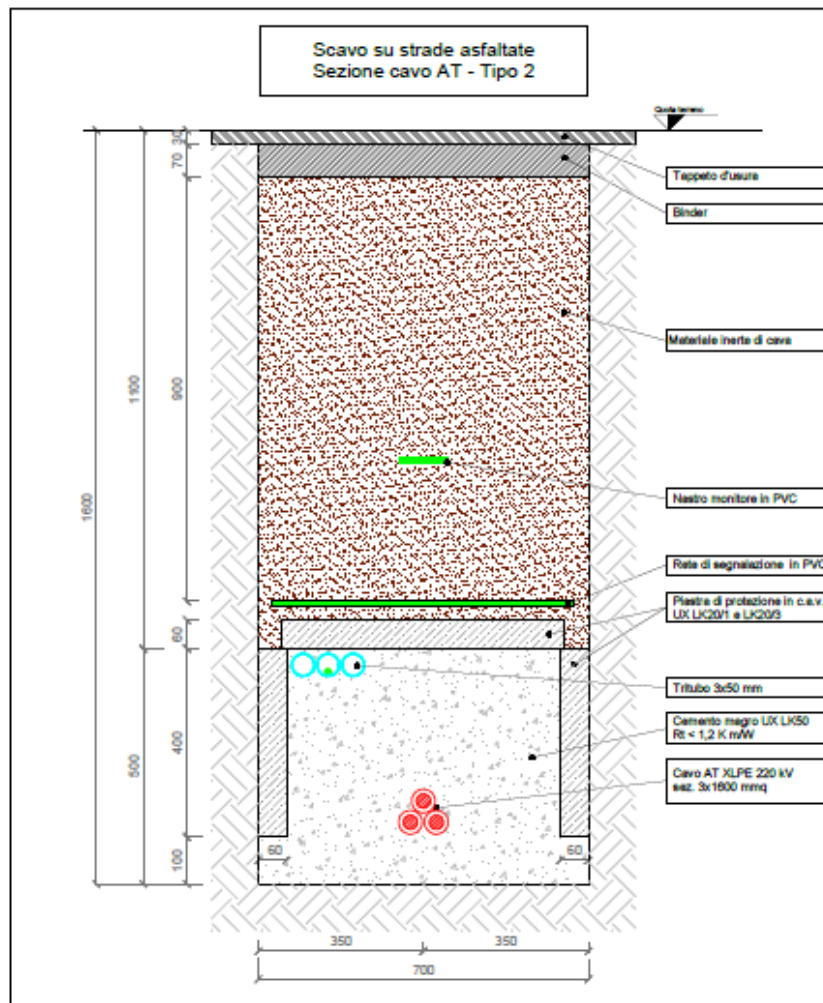 Scavo su strade asfaltate
Sezione cavo AT - Tipo 2
Quota terreno
30
70
Tappeto d'usura
Binder
Materiale inerte di cava
1100
900
1600
Nastro monitore in PVC
Rete di segnalazione in PVC
Piastra di protezione in c.a.v.
UX LK20/1 e LK20/3
60
Tritubo 3x50 mm
Cemento magro UX LK50
Rt < 1,2 K m/W
400
500
Cavo AT XLPE 220 kV
sez. 3x1600 mmq
60
60
100
350
350
700